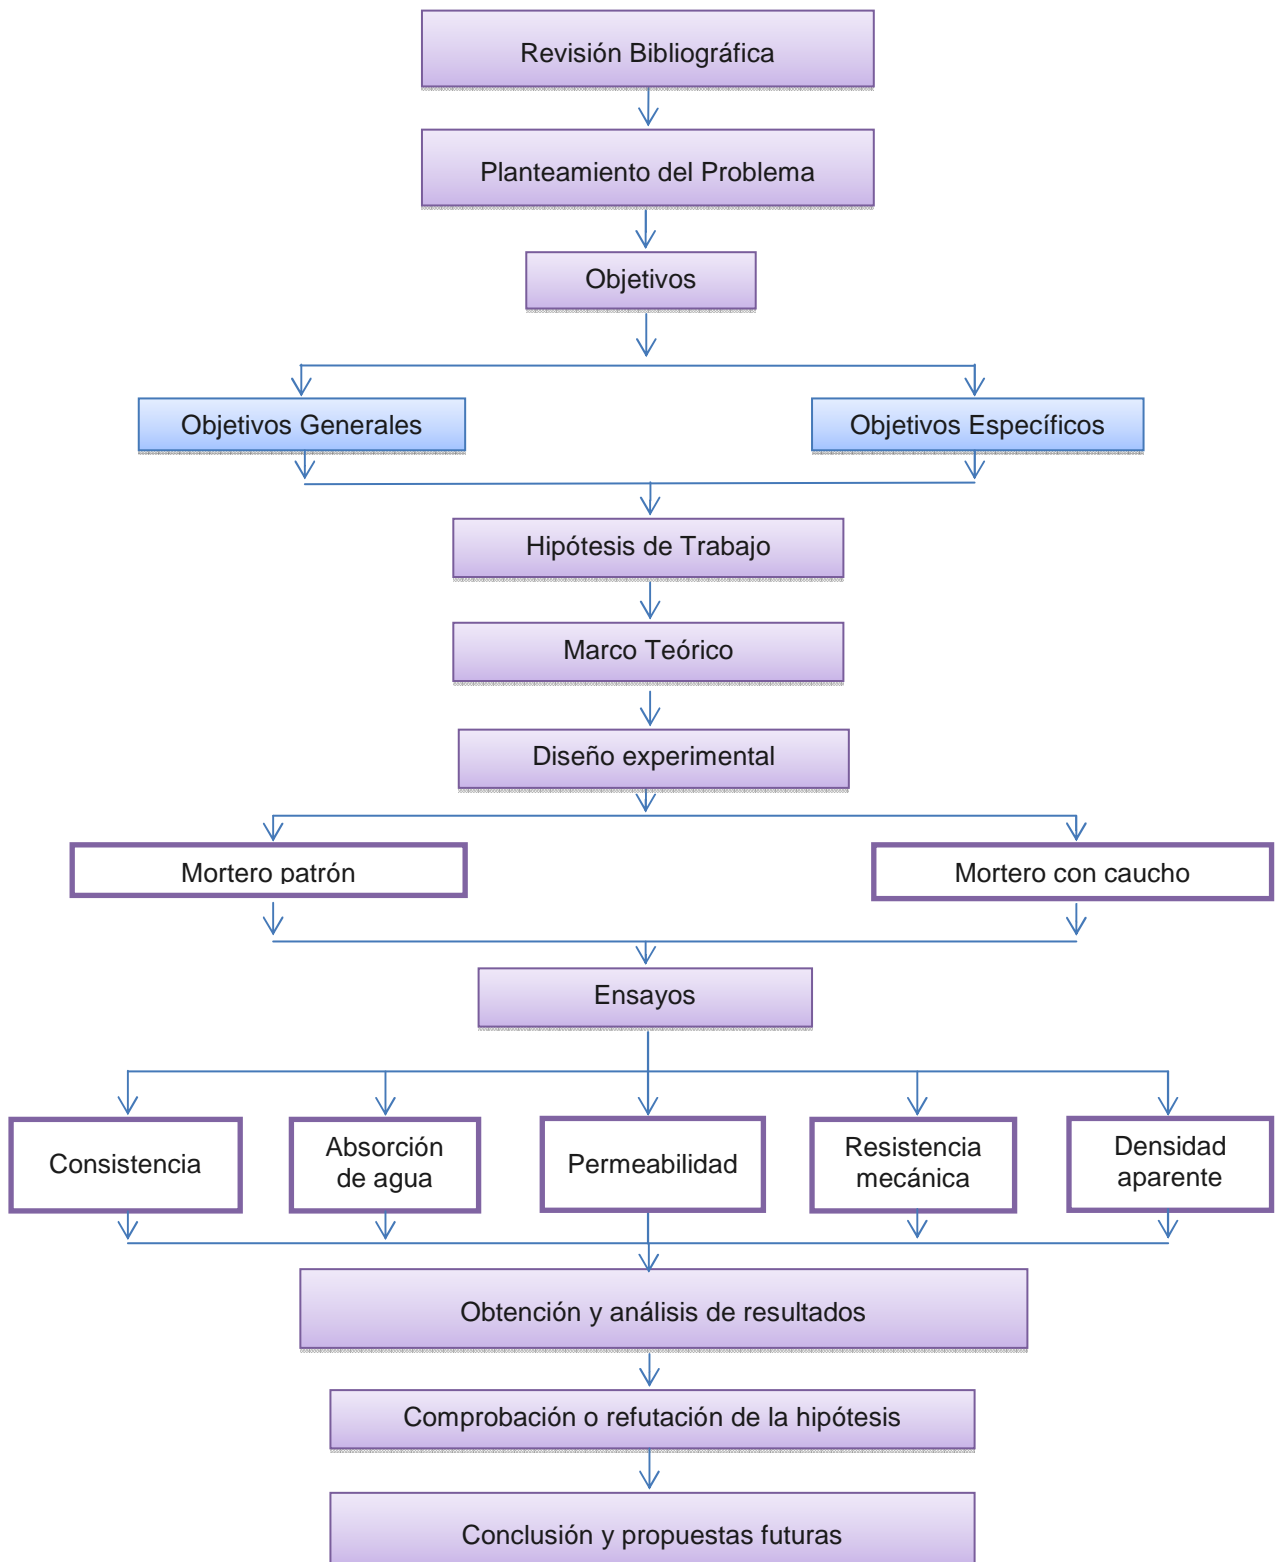 Revisión Bibliográfica
Planteamiento del Problema
Objetivos
Objetivos Generales
Objetivos Específicos
Hipótesis de Trabajo
Marco Teórico
Diseño experimental
Mortero patrón
Mortero con caucho
Ensayos
Consistencia
Absorción
de agua
Permeabilidad
Resistencia
mecánica
Densidad
aparente
Obtención y análisis de resultados
Comprobación o refutación de la hipótesis
Conclusión y propuestas futuras